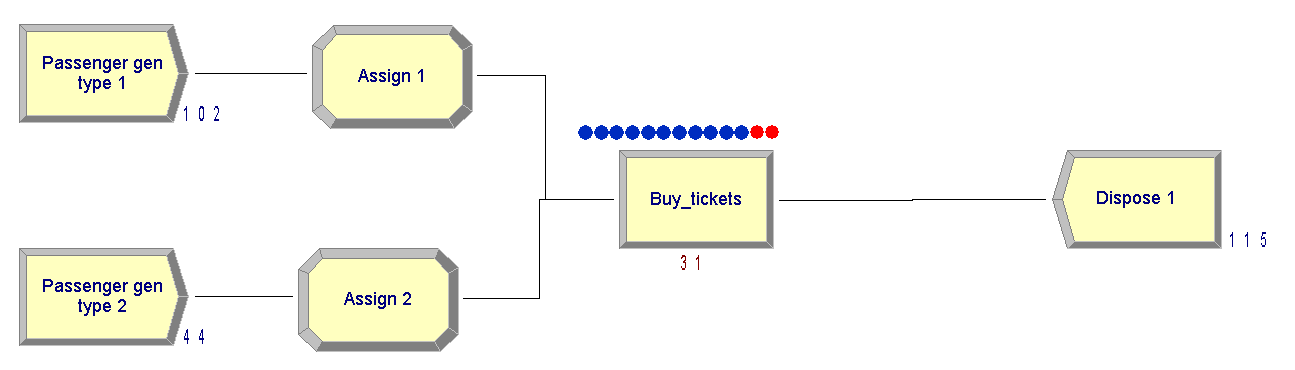 Passenger gen
type 1
1 0 2
Assign 1
Buy_tickets
3 1
Dispose 1
1 1 5
Passenger gen
type 2
4 4
Assign 2